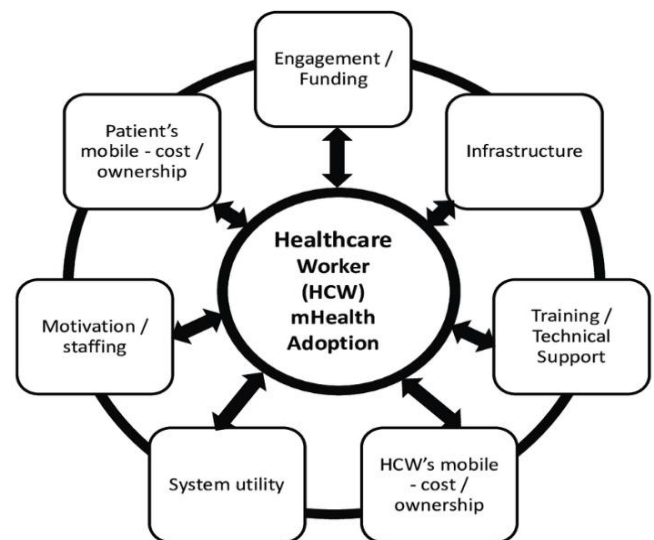 Engagement /
Funding
Infrastructure
Training /
Technical
Support
HCW's mobile
- cost /
ownership
System utility
Motivation /
staffing
Patient's
mobile - cost /
ownership
Healthcare
Worker
(HCW)
mHealth
Adoption